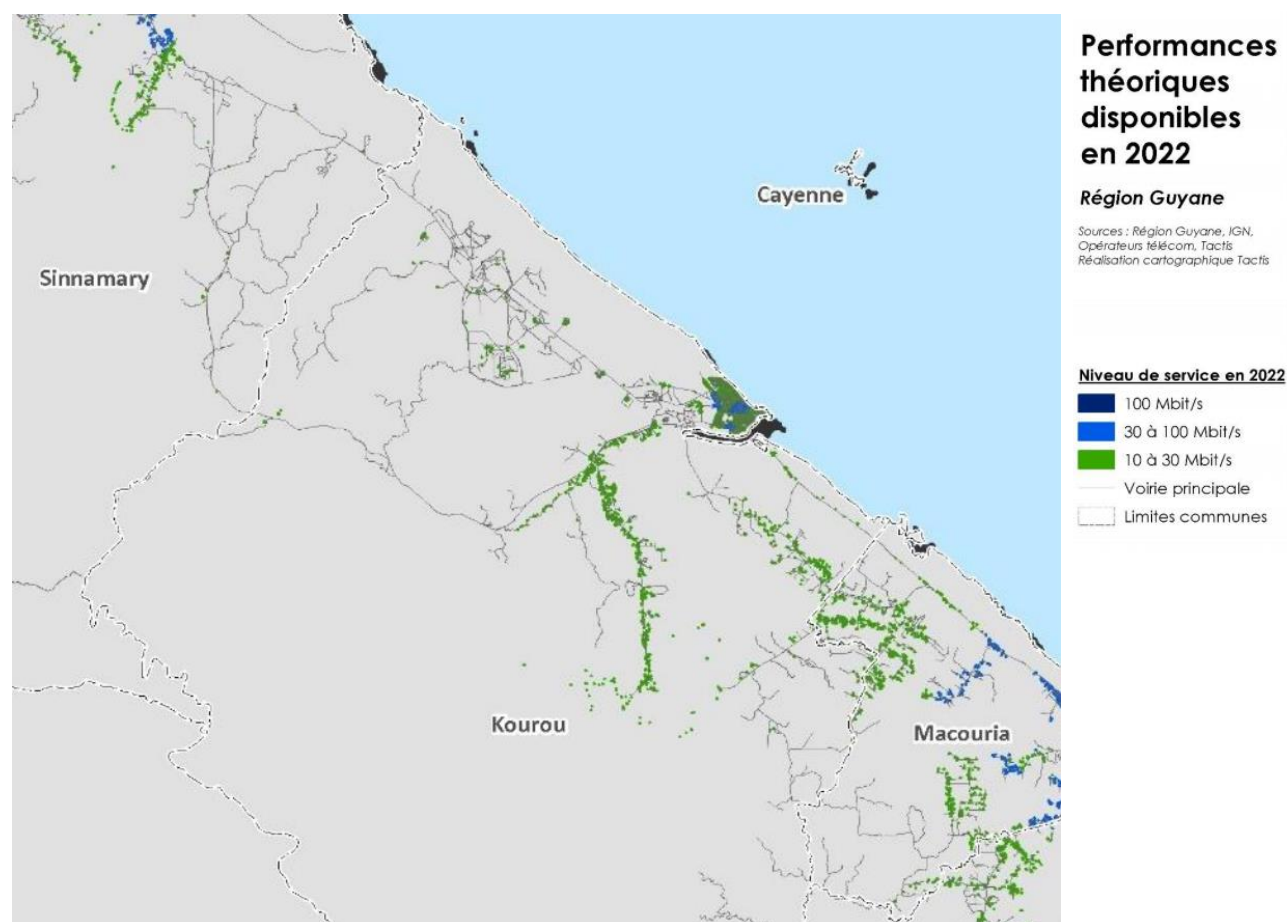 Performances
théoriques
disponibles
en 2022
Région Guyane
Sources : Région Guyane, IGN,
Opérateurs télécom, Tactis
Réalisation cartographique Tactis
Niveau de service en 2022
100 Mbit/s
30 à 100 Mbit/s
10 à 30 Mbit/s
Voirie principale
Limites communes
Cayenne
Sinnamary
Kourou
Macouria